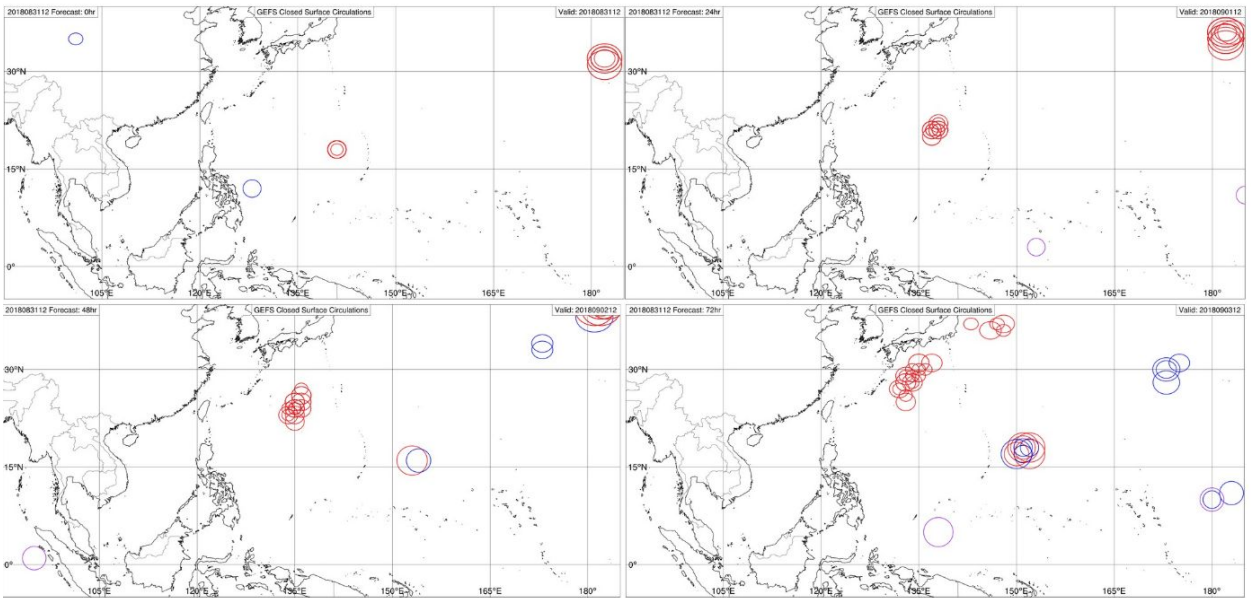 2018083112 Forecast: 0hr GEFS Closed Surface Circulations Valid: 2018083112
30°N
15°N
0°
105°E 120°E 135°E 150°E 165°E 180°
2018083112 Forecast: 24hr GEFS Closed Surface Circulations Valid: 2018090112
30°N
15°N
0°
105°E 120°E 135°E 150°E 165°E 180°
2018083112 Forecast: 48hr GEFS Closed Surface Circulations Valid: 2018090212
30°N
15°N
0°
105°E 120°E 135°E 150°E 165°E 180°
2018083112 Forecast: 72hr GEFS Closed Surface Circulations Valid: 2018090312
30°N
15°N
0°
105°E 120°E 135°E 150°E 165°E 180°